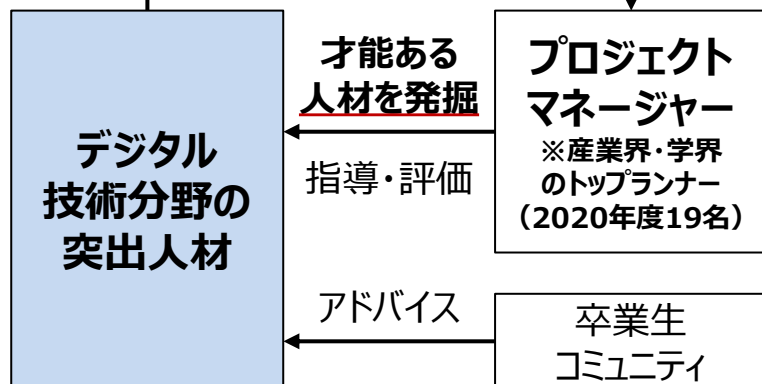 デジタル
技術分野の
突出人材
才能ある
人材を発掘
指導・評価
プロジェクト
マネージャー
※産業界・学界
のトップランナー
（2020年度19名）
アドバイス
卒業生
コミュニティ